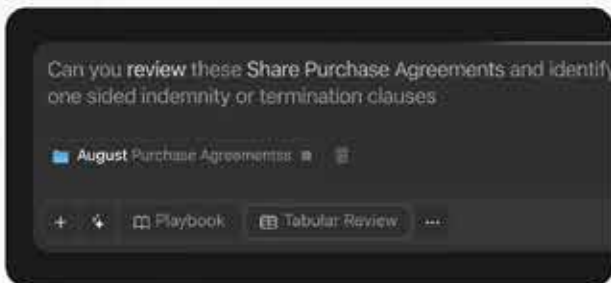 Can you review these Share Purchase Agreements and identify
one sided indemnity or termination clauses
August Purchase Agreementss
Playbook Tabular Review